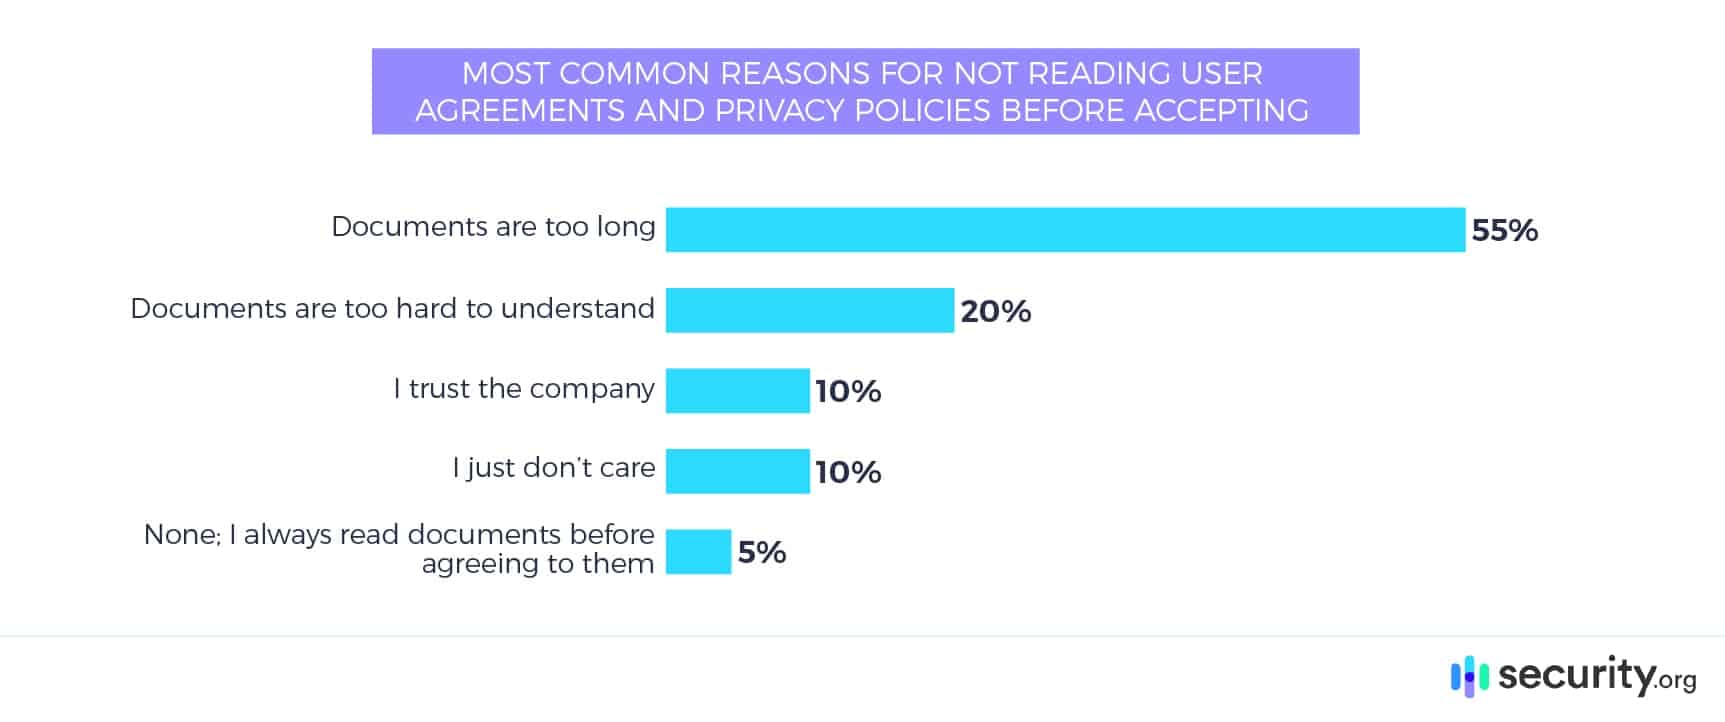 MOST COMMON REASONS FOR NOT READING USER
AGREEMENTS AND PRIVACY POLICIES BEFORE ACCEPTING
Documents are too long 55%
Documents are too hard to understand 20%
I trust the company 10%
I just don’t care 10%
None; I always read documents before
agreeing to them 5%
security.org